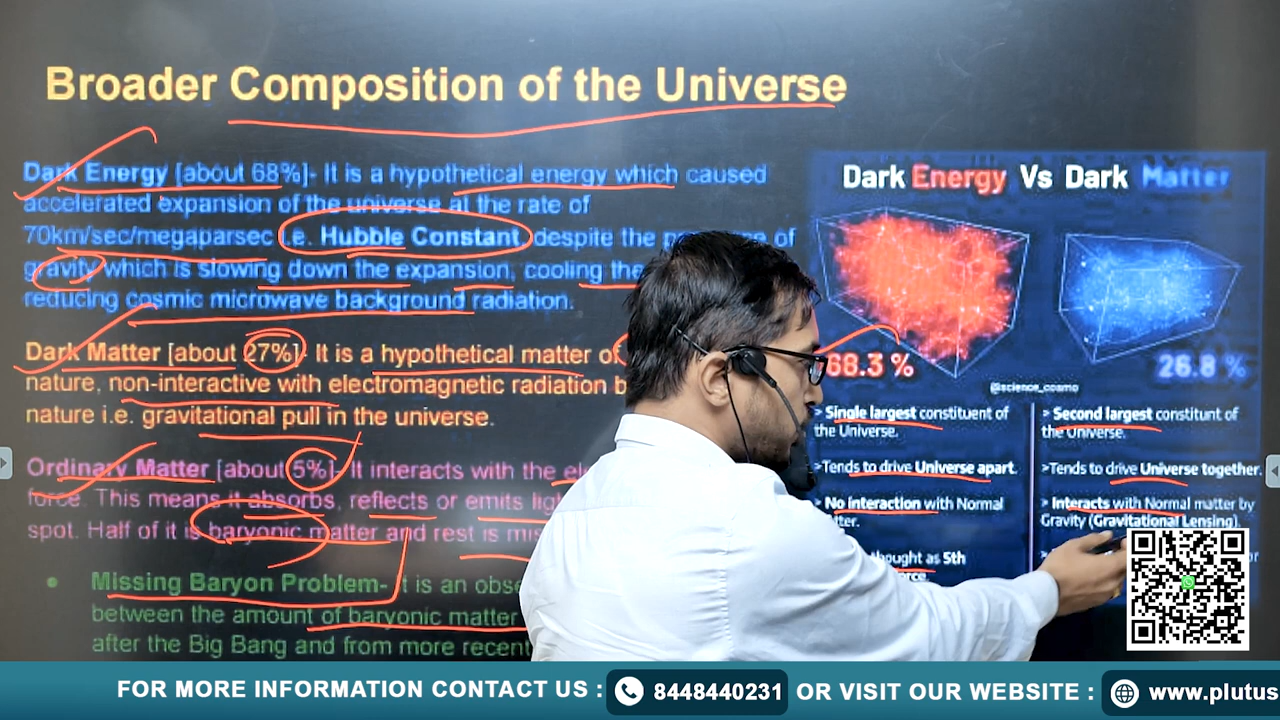 Broader Composition of the Universe
Dark Energy [about 68%]- It is a hypothetical energy which caused
accelerated expansion of the universe at the rate of
70km/sec/megaparsec i.e. Hubble Constant, despite the of
gravity which is slowing down the expansion, cooling the
reducing cosmic microwave background radiation.
Dark Matter [about 27%]- It is a hypothetical matter of
nature, non-interactive with electromagnetic radiation
nature i.e. gravitational pull in the universe.
Ordinary Matter [about 5%]- It interacts with the
force. This means it absorbs, reflects or emits
spot. Half of it is baryonic matter and rest is
• Missing Baryon Problem- It is an
between the amount of baryonic matter
after the Big Bang and from more recent
Dark Energy Vs Dark Matter
68.3 %
26.8 %
@science_cosmo
> Single largest constituent of
the Universe.
>Tends to drive Universe apart.
> No interaction with Normal
thought as 5th
> Second largest constitunt of
the Universe.
>Tends to drive Universe together.
> Interacts with Normal matter by
Gravity (Gravitational Lensing).
FOR MORE INFORMATION CONTACT US : 8448440231 OR VISIT OUR WEBSITE : www.plutus